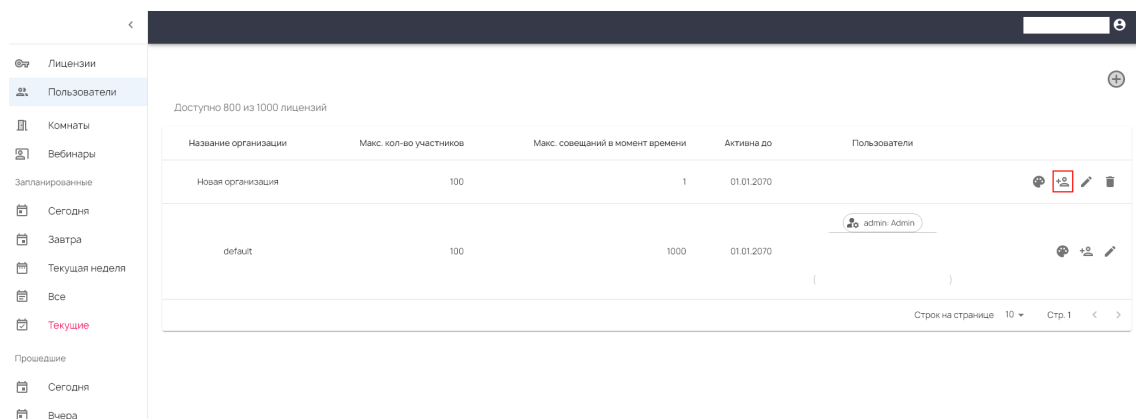 Лицензии
Пользователи
Комнаты
Вебинары
Запланированные
Сегодня
Завтра
Текущая неделя
Все
Текущие
Прошедшие
Сегодня
Вчера
Доступно 800 из 1000 лицензий
Название организации Макс. кол-во участников Макс. совещаний в момент времени Активна до Пользователи
Новая организация 100 1 01.01.2070
admin: Admin
default 100 1000 01.01.2070
( )
Строк на странице 10 Стр. 1